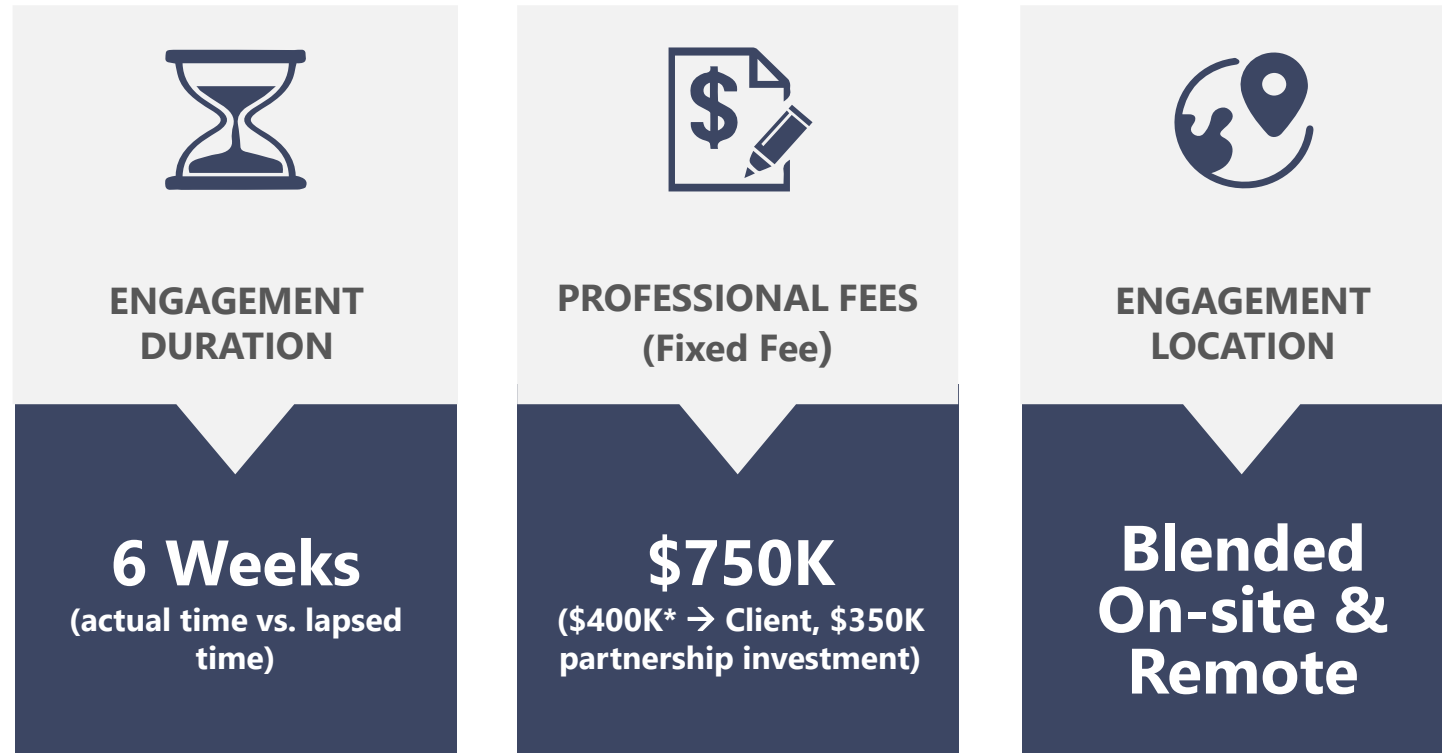 ENGAGEMENT
DURATION
6 Weeks
(actual time vs. lapsed
time)
$
PROFESSIONAL FEES
(Fixed Fee)
$750K
($400K* → Client, $350K
partnership investment)
ENGAGEMENT
LOCATION
Blended
On-site &
Remote